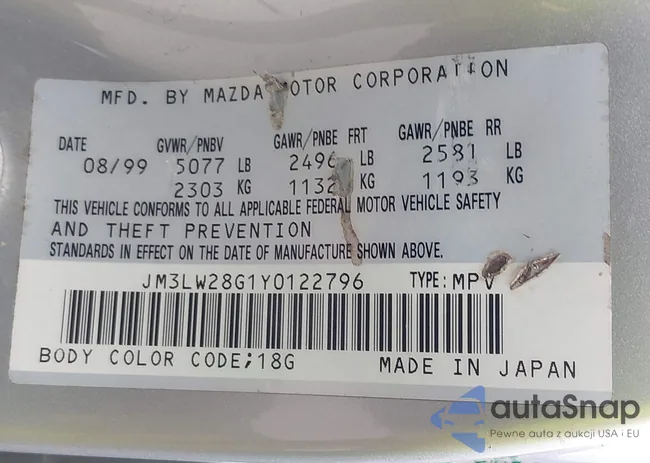 MFD. BY MAZDA MOTOR CORPORATION
DATE GVWR/PNBV GAWR/PNBE FRT GAWR/PNBE RR
08/99 5077 LB 2496 LB 2581 LB
2303 KG 1132 KG 1193 KG
THIS VEHICLE CONFORMS TO ALL APPLICABLE FEDERAL MOTOR VEHICLE SAFETY
AND THEFT PREVENTION
STANDARDS IN EFFECT ON THE DATE OF MANUFACTURE SHOWN ABOVE.
JM3LW28G1Y0122796 TYPE: MPV
BODY COLOR CODE;18G MADE IN JAPAN
autaSnap
Pewne auta z aukcji USA i EU